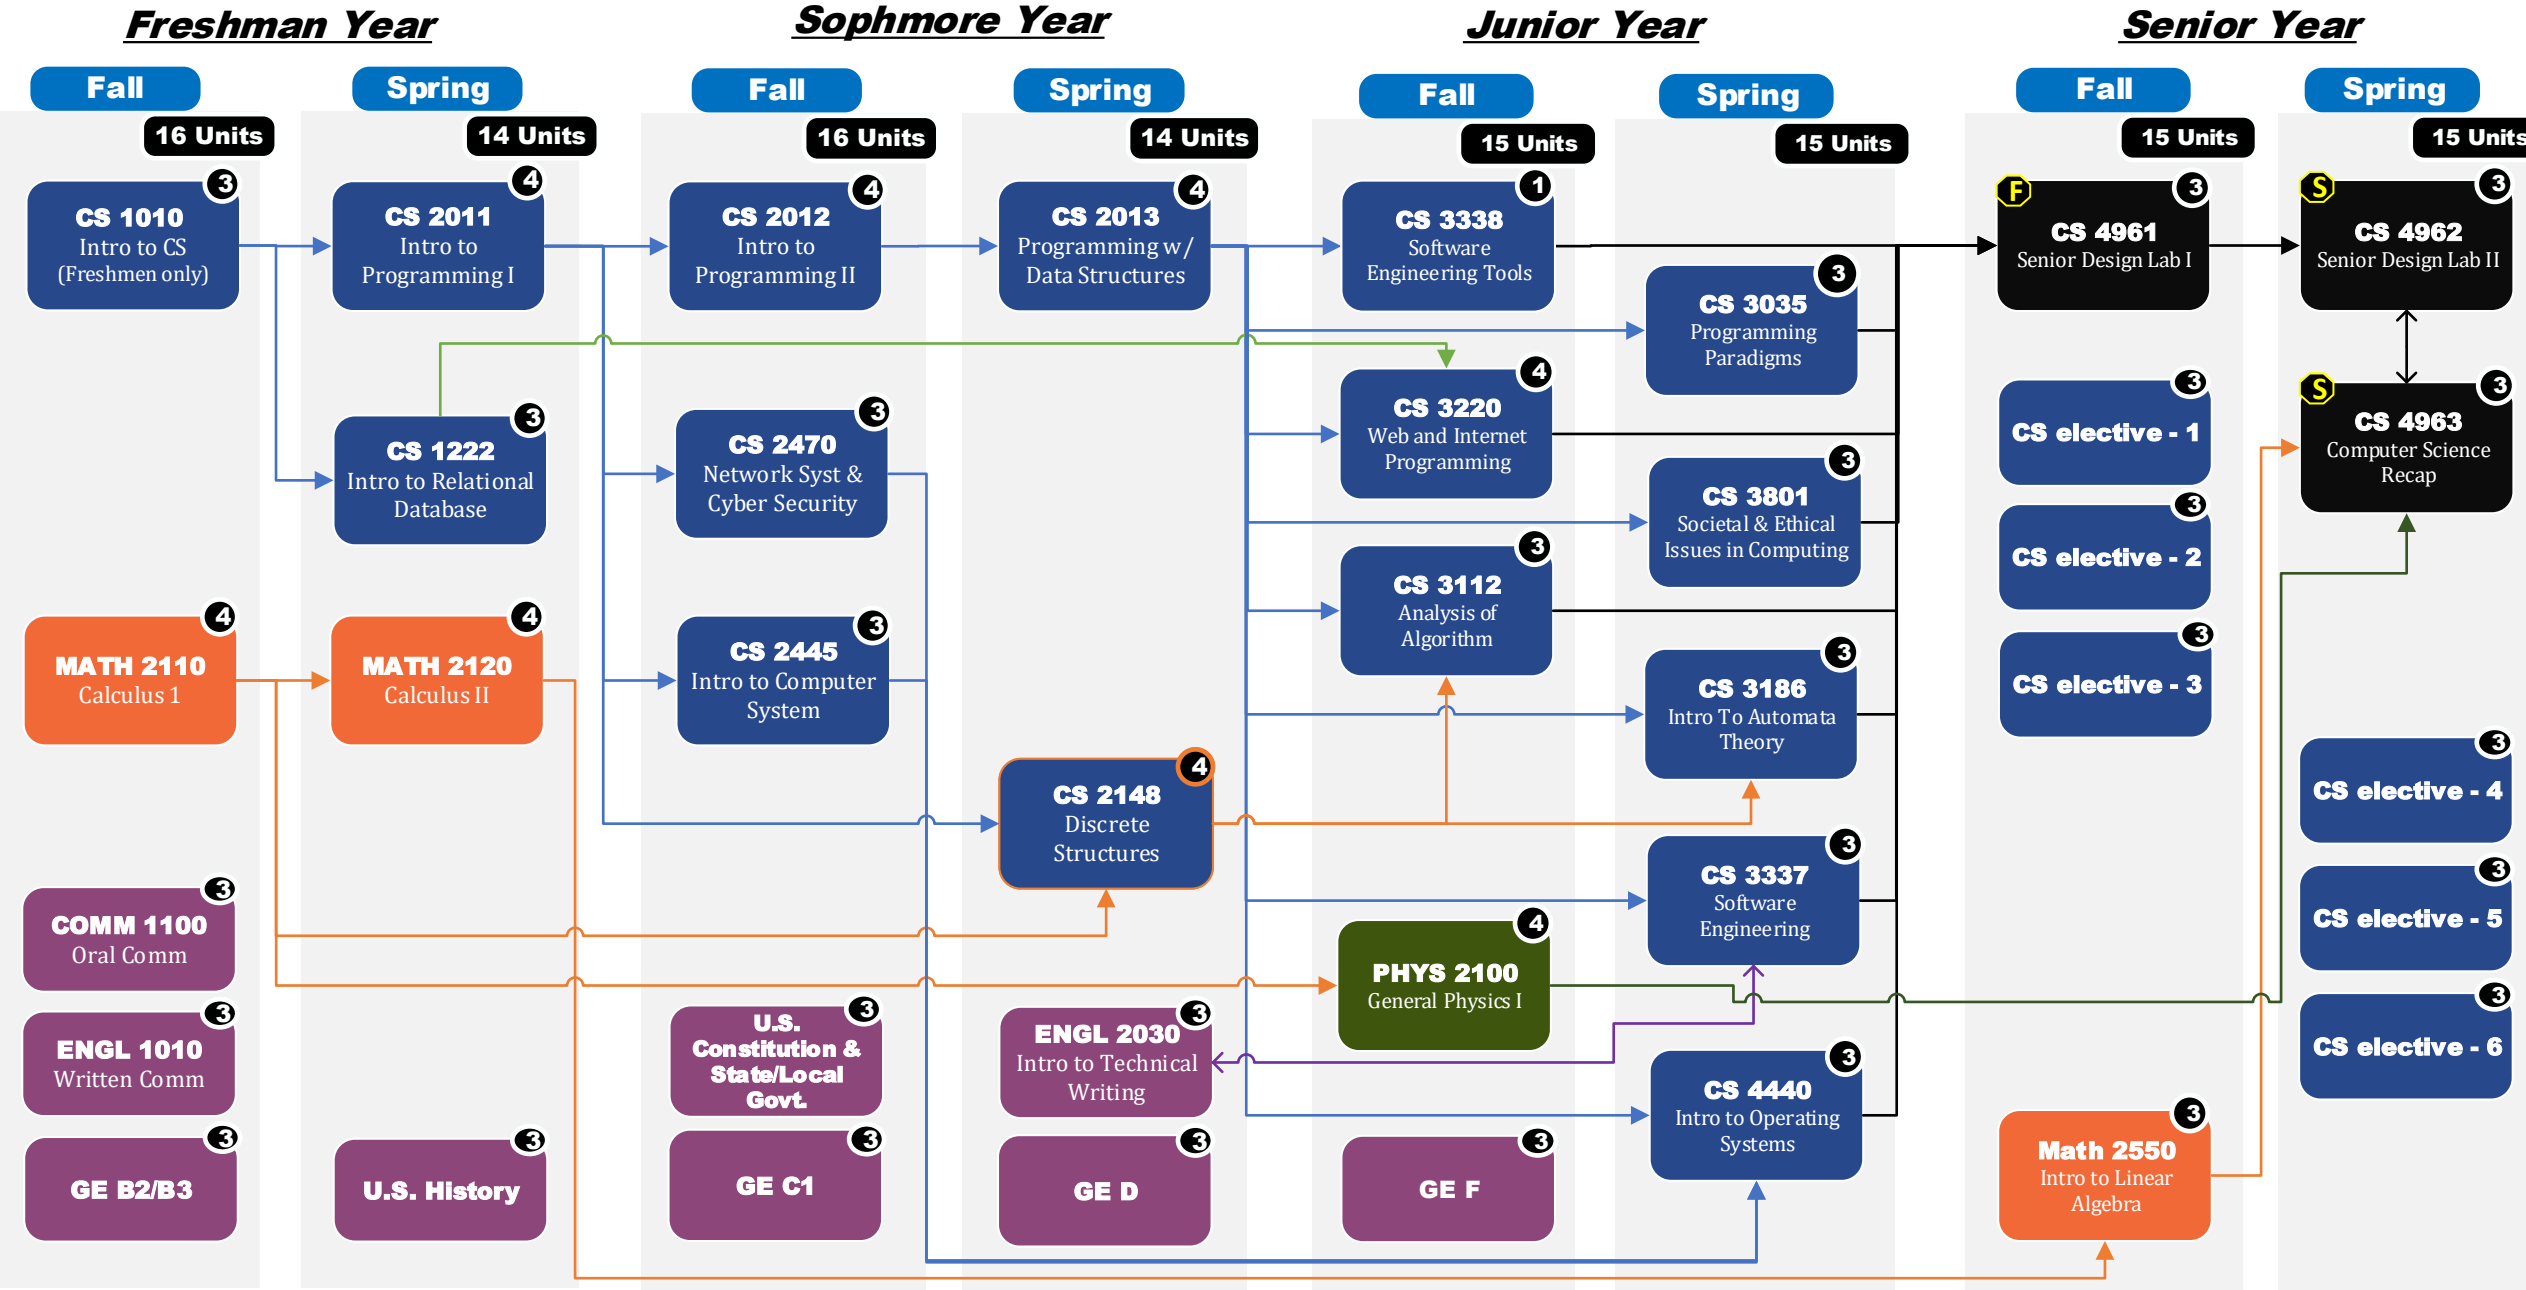 Freshman Year
Sophmore Year
Junior Year
Senior Year
Fall
Spring
Fall
Spring
Fall
Spring
Fall
Spring
16 Units
14 Units
16 Units
14 Units
15 Units
15 Units
15 Units
15 Units
3
CS 1010
Intro to CS
(Freshmen only)
4
MATH 2110
Calculus 1
3
COMM 1100
Oral Comm
3
ENGL 1010
Written Comm
3
GE B2/B3
4
CS 2011
Intro to
Programming I
3
CS 1222
Intro to Relational
Database
4
MATH 2120
Calculus II
3
U.S. History
4
CS 2012
Intro to
Programming II
3
CS 2470
Network Syst &
Cyber Security
3
CS 2445
Intro to Computer
System
3
U.S.
Constitution &
State/Local
Govt.
3
GE C1
4
CS 2013
Programming w/
Data Structures
4
CS 2148
Discrete
Structures
3
ENGL 2030
Intro to Technical
Writing
3
GE D
1
CS 3338
Software
Engineering Tools
4
CS 3220
Web and Internet
Programming
3
CS 3112
Analysis of
Algorithm
4
PHYS 2100
General Physics I
3
GE F
3
CS 3035
Programming
Paradigms
3
CS 3801
Societal & Ethical
Issues in Computing
3
CS 3186
Intro To Automata
Theory
3
CS 3337
Software
Engineering
3
CS 4440
Intro to Operating
Systems
F
3
CS 4961
Senior Design Lab I
3
CS elective - 1
3
CS elective - 2
3
CS elective - 3
3
Math 2550
Intro to Linear
Algebra
S
3
CS 4962
Senior Design Lab II
S
3
CS 4963
Computer Science
Recap
3
CS elective - 4
3
CS elective - 5
3
CS elective - 6